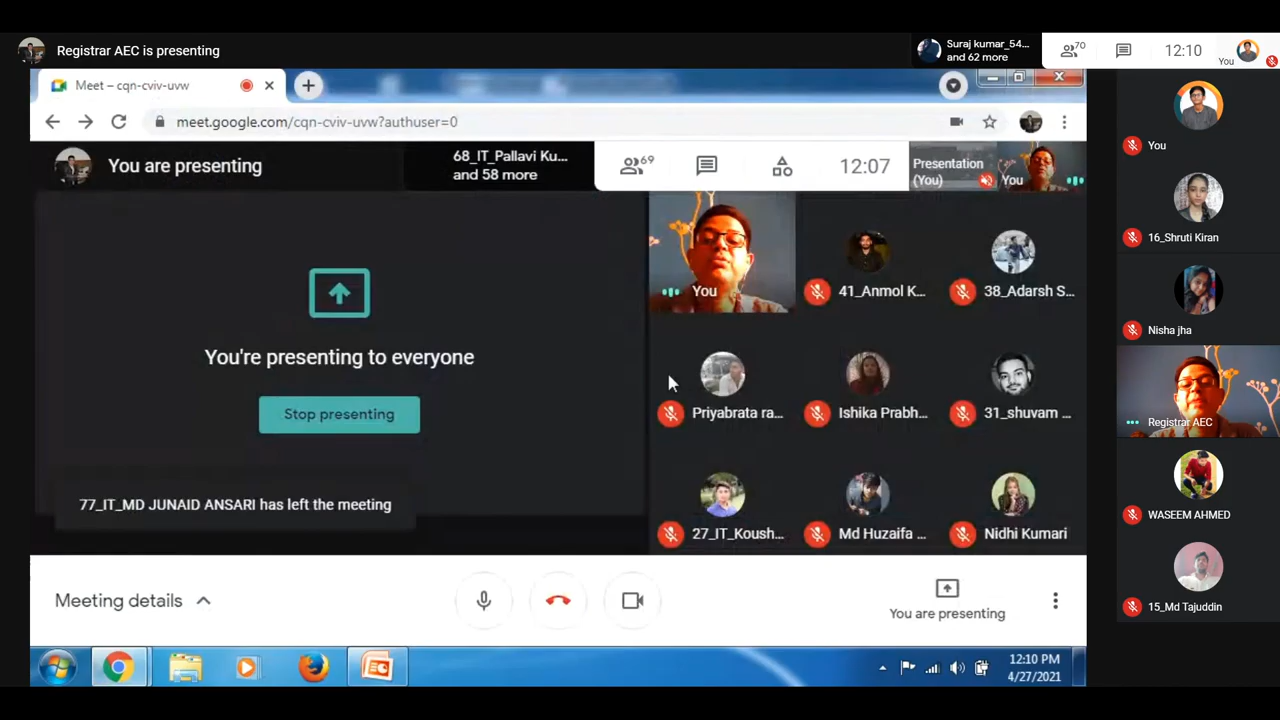 Registrar AEC is presenting
Suraj kumar_54...
and 62 more
70
12:10
You
Meet – cqn-cviv-uvw
meet.google.com/cqn-cviv-uvw?authuser=0
You are presenting
68_IT_Pallavi Ku...
and 58 more
69
12:07
Presentation
(You)
You
You're presenting to everyone
Stop presenting
77_IT_MD JUNAID ANSARI has left the meeting
You
41_Anmol K...
38_Adarsh S...
Priyabrata ra...
Ishika Prabh...
31_shuvam ...
27_IT_Koush...
Md Huzaifa ...
Nidhi Kumari
Meeting details
You are presenting
12:10 PM
4/27/2021
You
16_Shruti Kiran
Nisha jha
Registrar AEC
WASEEM AHMED
15_Md Tajuddin